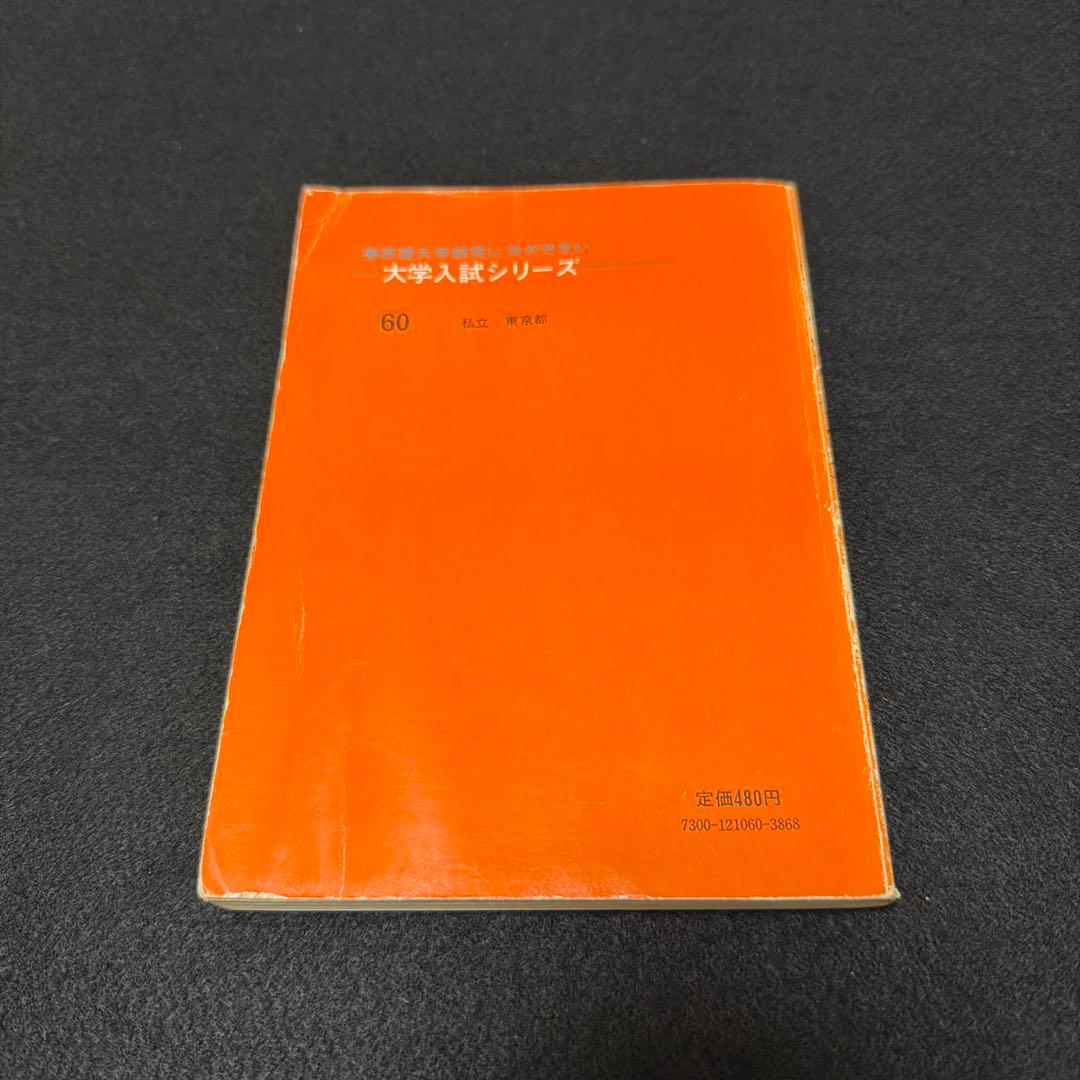 大学入試シリーズ
60 私立 東京都
定価480円
7300-121060-3868